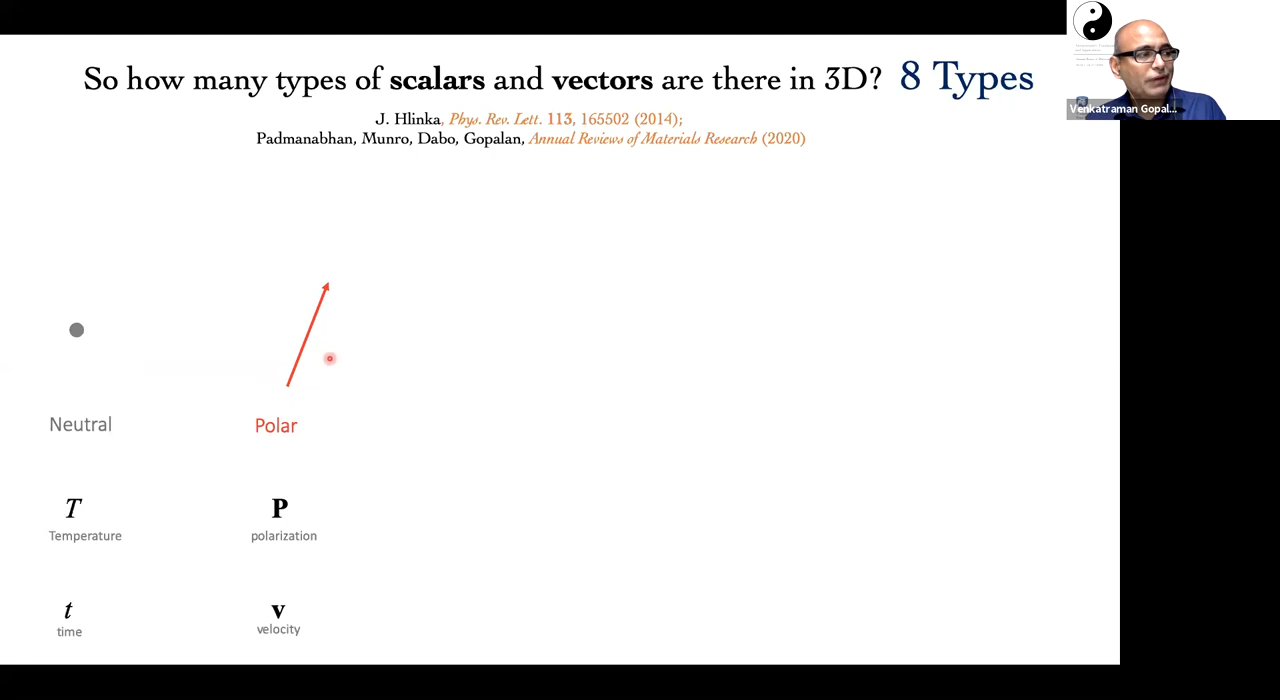 So how many types of scalars and vectors are there in 3D? 8 Types
J. Hlinka, Phys. Rev. Lett. 113, 165502 (2014);
Padmanabhan, Munro, Dabo, Gopalan, Annual Reviews of Materials Research (2020)
Venkatraman Gopal...
Neutral
Polar
T
P
Temperature
polarization
t
v
time
velocity